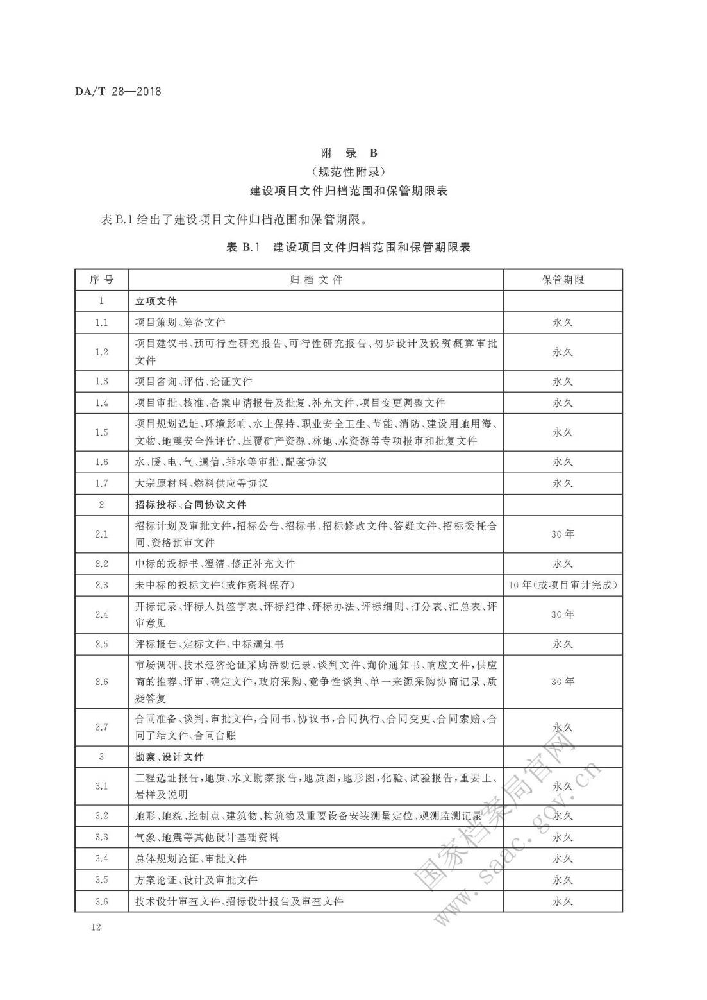 DA/T 28—2018
附 录 B
（规范性附录）
建设项目文件归档范围和保管期限表
表 B.1 给出了建设项目文件归档范围和保管期限。
表 B.1 建设项目文件归档范围和保管期限表
序号 归档文件 保管期限
1 立项文件
1.1 项目策划、筹备文件 永久
项目建议书、预可行性研究报告、可行性研究报告、初步设计及投资概算审批
1.2 永久
文件
1.3 项目咨询、评估、论证文件 永久
1.4 项目审批、核准、备案申请报告及批复、补充文件、项目变更调整文件 永久
项目规划选址、环境影响、水土保持、职业安全卫生、节能、消防、建设用地用海、
1.5 永久
文物、地震安全性评价、压覆矿产资源、林地、水资源等专项报审和批复文件
1.6 水、暖、电、气、通信、排水等审批、配套协议 永久
1.7 大宗原材料、燃料供应等协议 永久
2 招标投标、合同协议文件
招标计划及审批文件，招标公告、招标书、招标修改文件、答疑文件、招标委托合
2.1 30 年
同、资格预审文件
2.2 中标的投标书、澄清、修正补充文件 永久
2.3 未中标的投标文件（或作资料保存） 10 年（或项目审计完成）
开标记录、评标人员签字表、评标纪律、评标办法、评标细则、打分表、汇总表、评
2.4 30 年
审意见
2.5 评标报告、定标文件、中标通知书 永久
市场调研、技术经济论证采购活动记录、谈判文件、询价通知书、响应文件，供应
2.6 商的推荐、评审、确定文件，政府采购、竞争性谈判、单一来源采购协商记录、质 30 年
疑答复
合同准备、谈判、审批文件，合同书、协议书，合同执行、合同变更、合同索赔、合
2.7 永久
同了结文件、合同台账
3 勘察、设计文件
工程选址报告，地质、水文勘察报告，地质图，地形图，化验、试验报告，重要土、
3.1 永久
岩样及说明
3.2 地形、地貌、控制点、建筑物、构筑物及重要设备安装测量定位、观测监测记录 永久
3.3 气象、地震等其他设计基础资料 永久
3.4 总体规划论证、审批文件 永久
3.5 方案论证、设计及审批文件 永久
3.6 技术设计审查文件、招标设计报告及审查文件 永久
国家档案局官网
www.saac.gov.cn
12